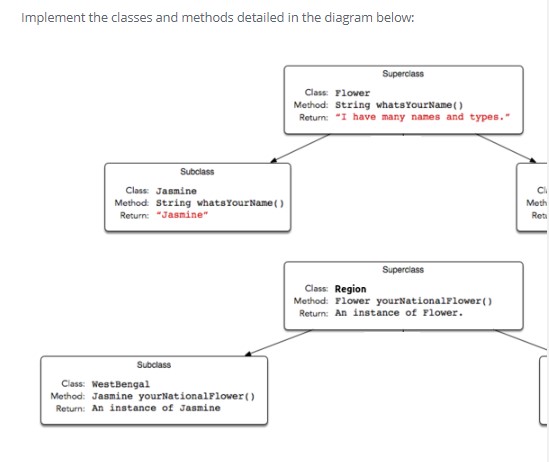 Implement the classes and methods detailed in the diagram below:
Superclass
Class: Flower
Method: String whatsYourName()
Return: "I have many names and types."
Subclass
Class: Jasmine
Method: String whatsYourName()
Return: "Jasmine"
Cl
Meth
Retu
Superclass
Class: Region
Method: Flower yourNationalFlower()
Return: An instance of Flower.
Subclass
Class: WestBengal
Method: Jasmine yourNationalFlower()
Return: An instance of Jasmine